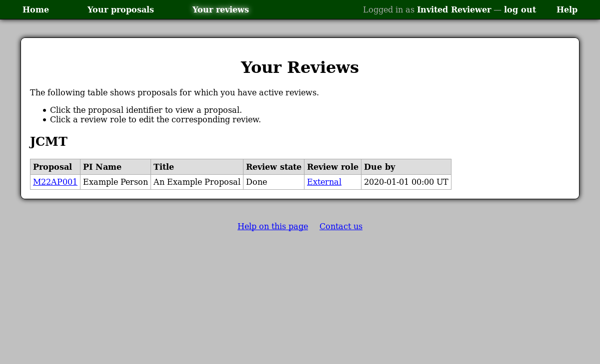 Home Your proposals Your reviews Logged in as Invited Reviewer — log out Help
Your Reviews
The following table shows proposals for which you have active reviews.
• Click the proposal identifier to view a proposal.
• Click a review role to edit the corresponding review.
JCMT
Proposal PI Name Title Review state Review role Due by
M22AP001 Example Person An Example Proposal Done External 2020-01-01 00:00 UT
Help on this page Contact us